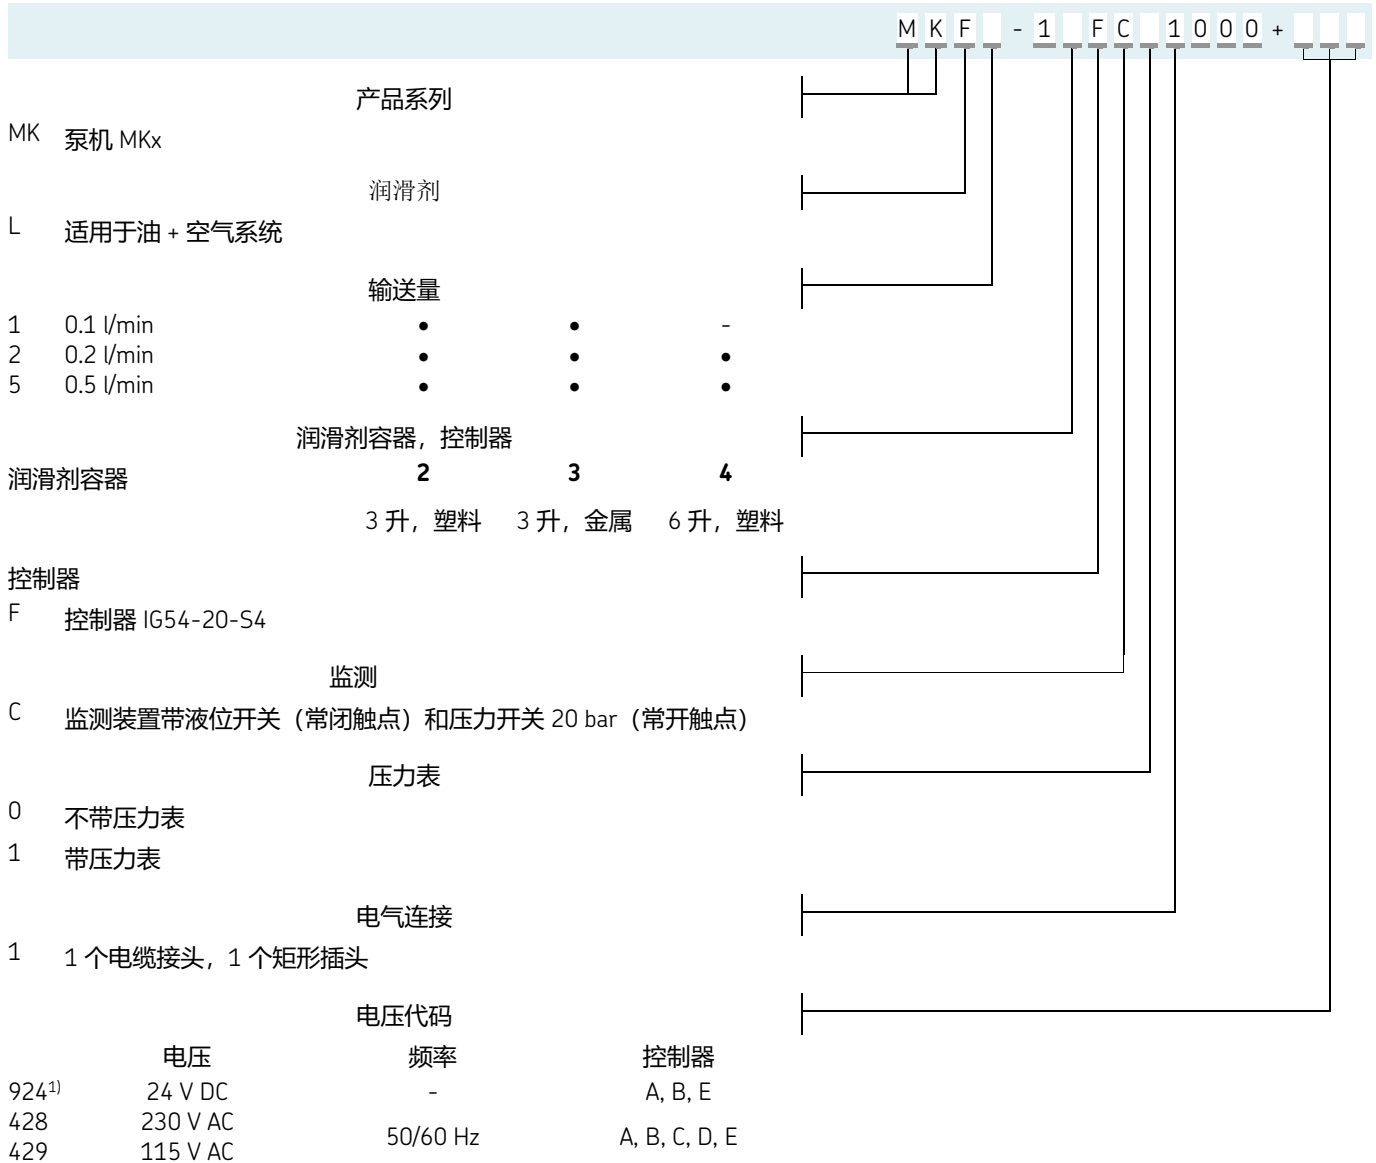 M K F - 1 F C 1 0 0 0 +
产品系列
MK 泵机 MKx
润滑剂
L 适用于油 + 空气系统
输送量
1 0.1 l/min • • -
2 0.2 l/min • • •
5 0.5 l/min • • •
润滑剂容器，控制器
润滑剂容器 2 3 4
3 升，塑料 3 升，金属 6 升，塑料
控制器
F 控制器 IG54-20-S4
监测
C 监测装置带液位开关（常闭触点）和压力开关 20 bar（常开触点）
压力表
0 不带压力表
1 带压力表
电气连接
1 1 个电缆接头，1 个矩形插头
电压代码
电压 频率 控制器
924¹⁾ 24 V DC - A, B, E
428 230 V AC
50/60 Hz A, B, C, D, E
429 115 V AC